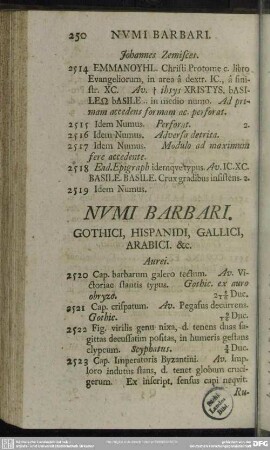 250 NVMI BARBARI.
Johannes Zemisces.
2514 EMMANOYHL. Christi Protome c. libro
Evangeliorum, in area â dextr. IC., â sini-
str. XC. Av. † ihsys XRISTYS, bASI-
LEΩ bASILE... in medio numo. Ad pri-
mam accedens formam æ. perforat.
2515 Idem Numus. Perforat. 2.
2516 Idem Numus. Adversa detrita.
2517 Idem Numus. Modulo ad maximum
fere accedente.
2518 Ead. Epigraph idemque typus. Av. IC. XC.
BASILE. BASILE. Crux gradibus insistens. 2.
2519 Idem Numus.
NVMI BARBARI.
GOTHICI, HISPANIDI, GALLICI,
ARABICI. &c.
Aurei.
2520 Cap. barbarum galero tectum. Av. Vi-
ctoriae stantis typus. Gothic. ex auro
obryzo. Duc.
2521 Cap. crispatum. Av. Pegasus decurrens.
Gothic. Duc.
2522 Fig. virilis genu nixa, d. tenens duas sa-
gittas decussatim positas, in humeris gestans
clypeum. Scyphatus. Duc.
2523 Cap. Imperatoris Byzantini. Av. Imp.
loro indutus stans, d. tenet globum cruci-
gerum. Ex inscript. sensus capi nequit.
Ru-